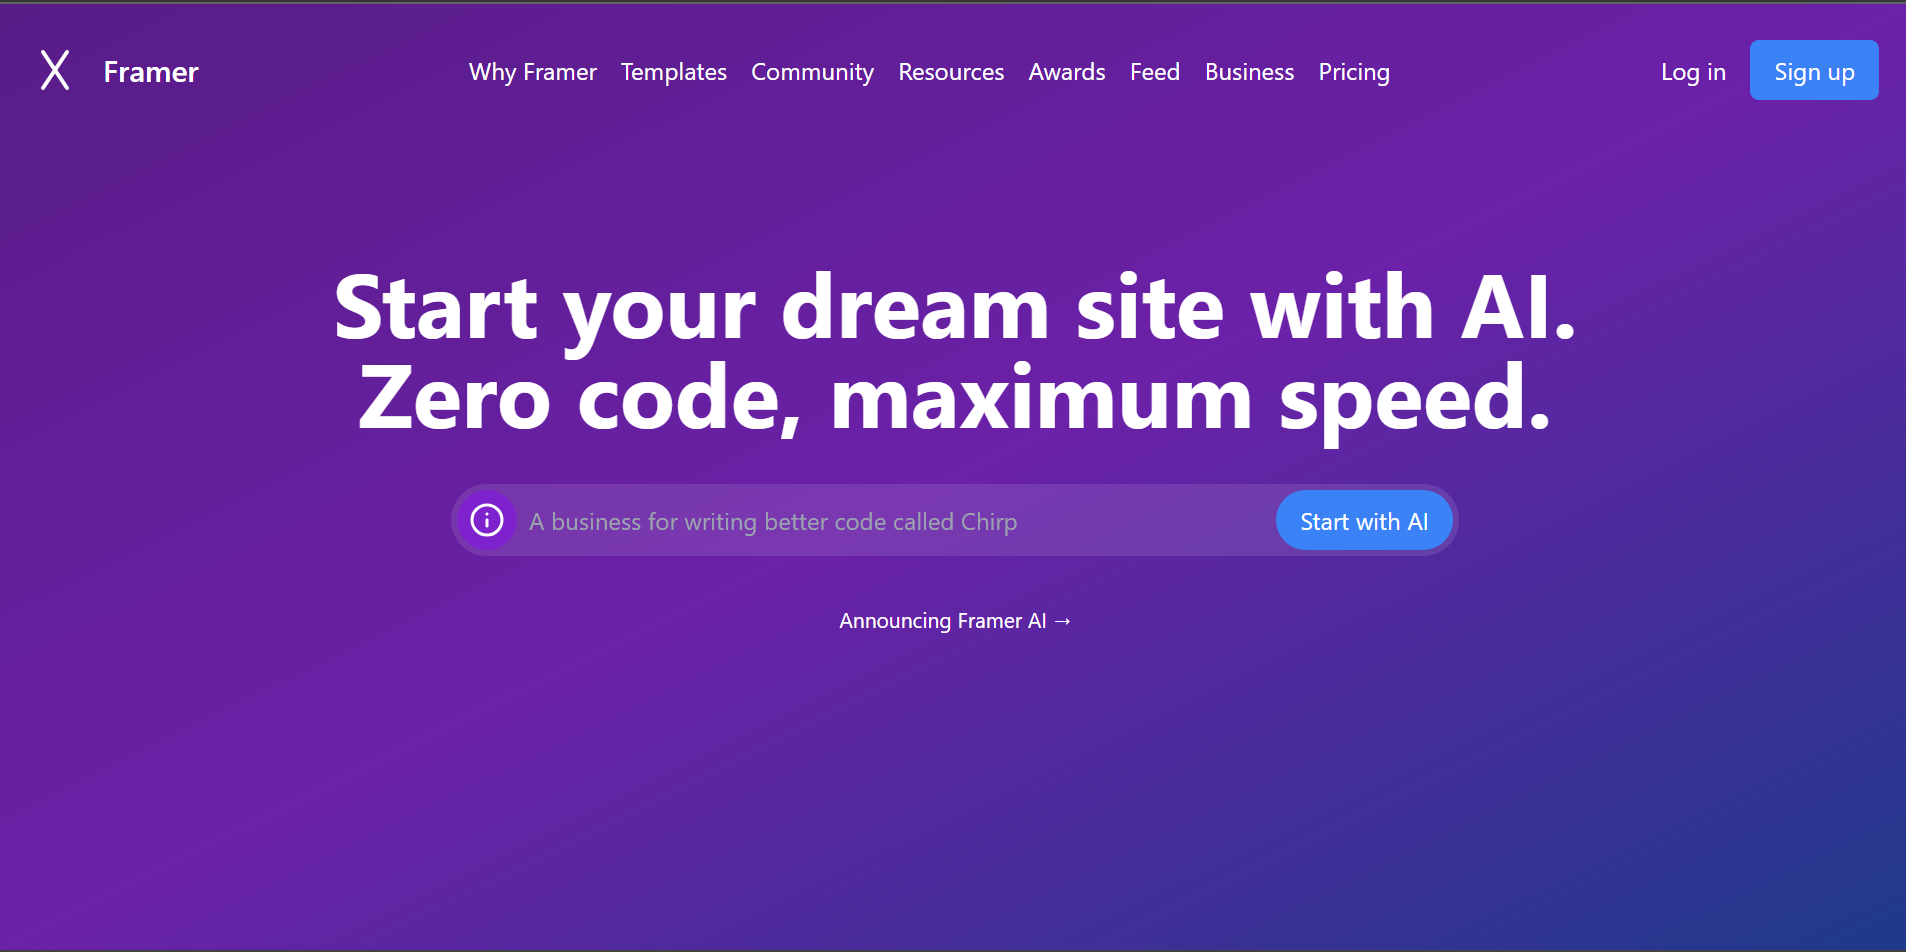 Framer
Why Framer Templates Community Resources Awards Feed Business Pricing
Log in
Sign up
Start your dream site with AI.
Zero code, maximum speed.
A business for writing better code called Chirp
Start with AI
Announcing Framer AI →